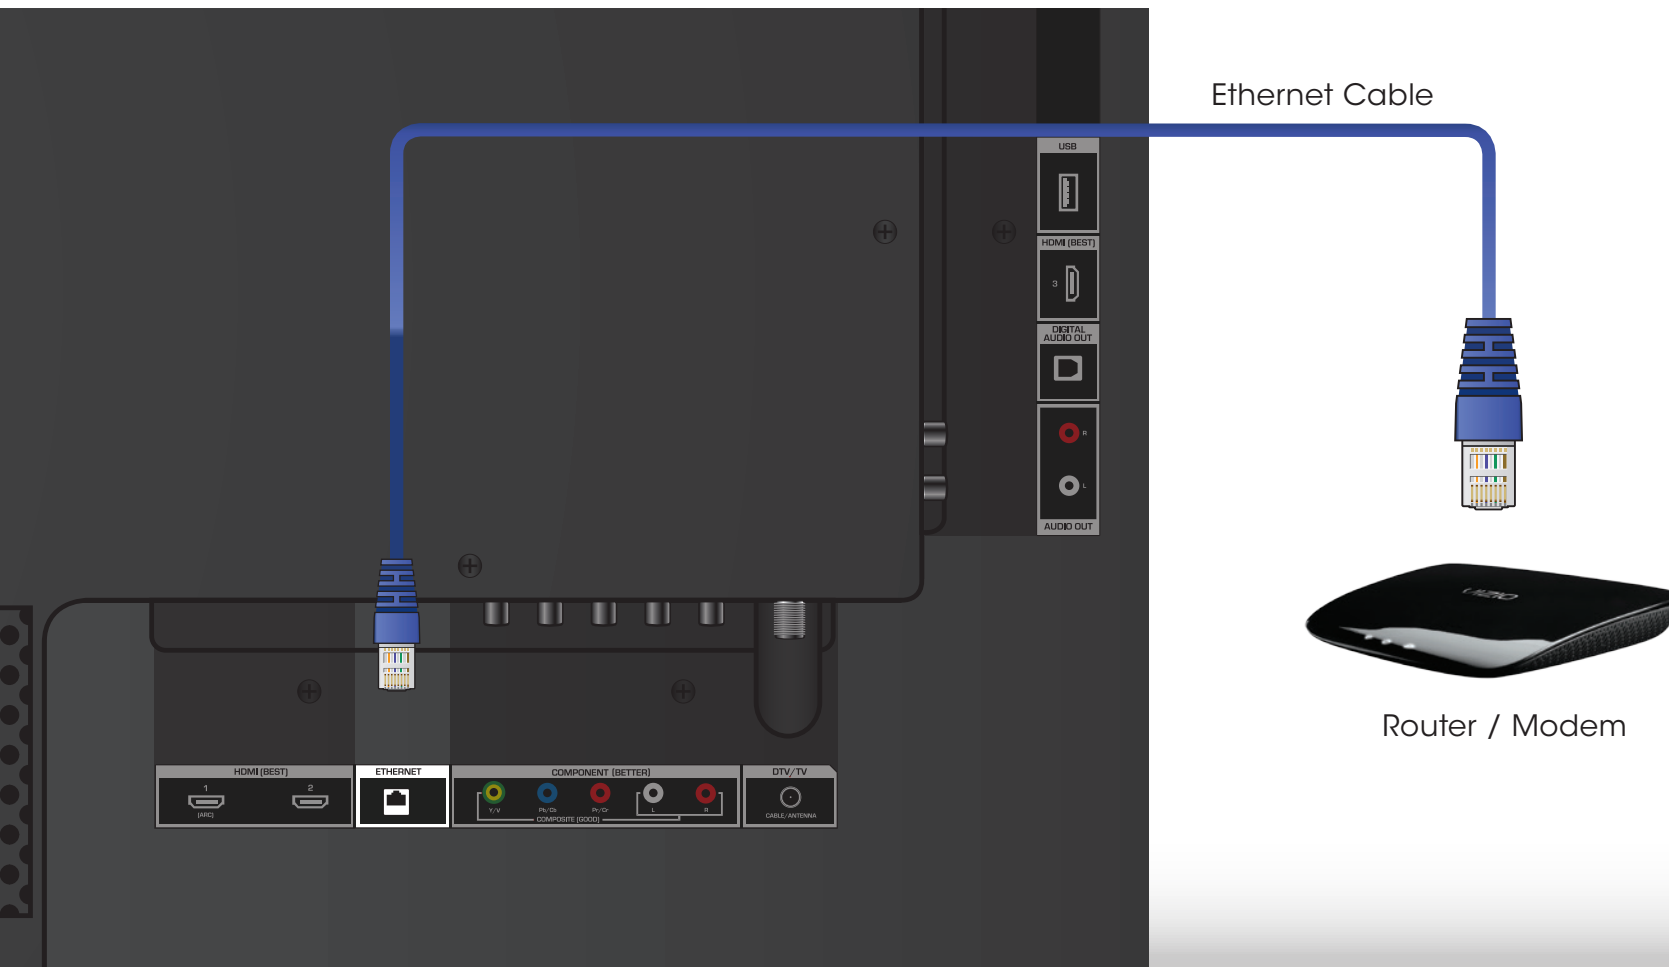 Ethernet Cable
USB
HDMI (BEST)
3
DIGITAL
AUDIO OUT
R
L
AUDIO OUT
VIZIO
Router / Modem
HDMI (BEST)
1
2
(ARC)
ETHERNET
COMPONENT (BETTER)
Y/V
Pb/Cb
Pr/Cr
L
R
COMPOSITE (GOOD)
DTV/TV
CABLE/ANTENNA